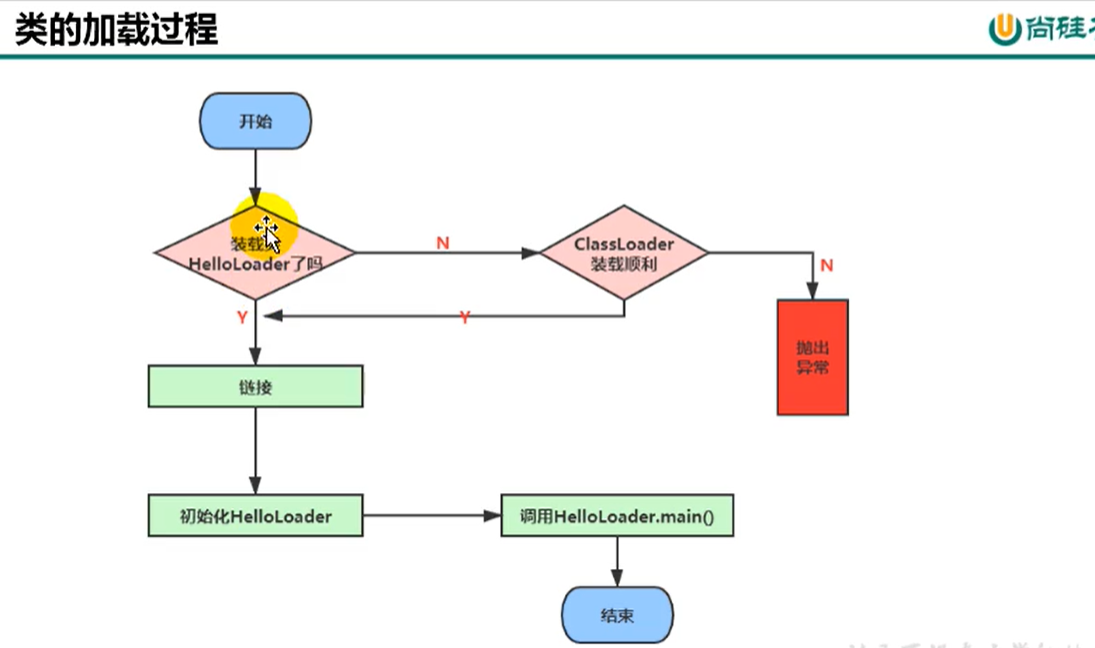 类的加载过程
尚硅
开始
装载
HelloLoader了吗
N
ClassLoader
装载顺利
N
Y
Y
抛出
异常
链接
初始化HelloLoader
调用HelloLoader.main()
结束